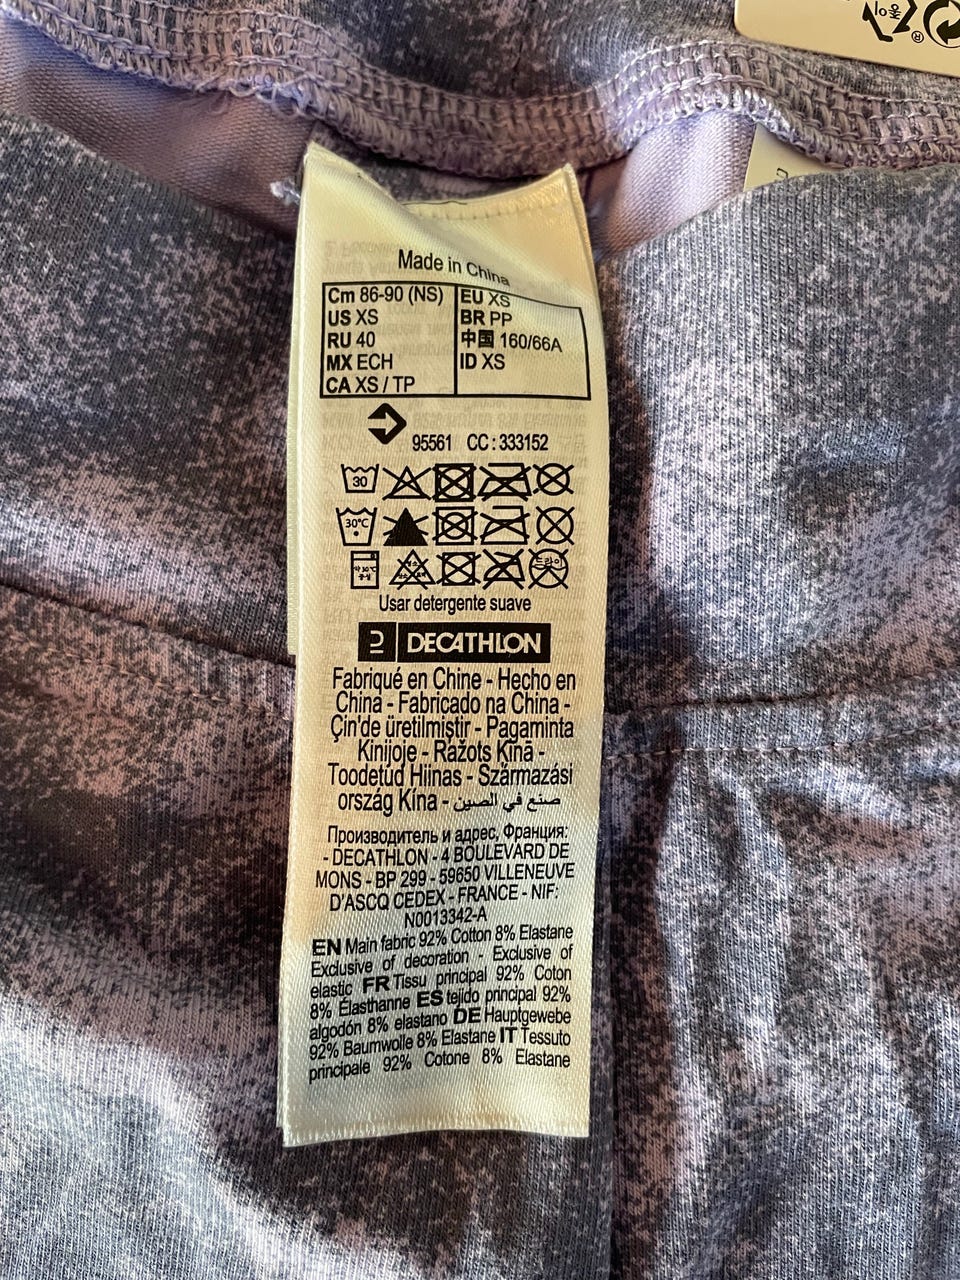 종이
Made in China
Cm 86-90 (NS) EU XS
US XS BR PP
RU 40 中国 160/66A
MX ECH ID XS
CA XS / TP
95561 CC : 333152
30
30℃
드라이
Usar detergente suave
DECATHLON
Fabriqué en Chine - Hecho en
China - Fabricado na China -
Çin'de üretilmiştir - Pagaminta
Kinijoje - Ražots Ķīnā -
Toodetud Hiinas - Származási
ország Kína - صنع في الصين
Производитель и адрес, Франция:
- DECATHLON - 4 BOULEVARD DE
MONS - BP 299 - 59650 VILLENEUVE
D'ASCQ CEDEX - FRANCE - NIF:
N0013342-A
EN Main fabric 92% Cotton 8% Elastane
Exclusive of decoration - Exclusive of
elastic FR Tissu principal 92% Coton
8% Élasthanne ES tejido principal 92%
algodón 8% elastano DE Hauptgewebe
92% Baumwolle 8% Elastane IT Tessuto
principale 92% Cotone 8% Elastane